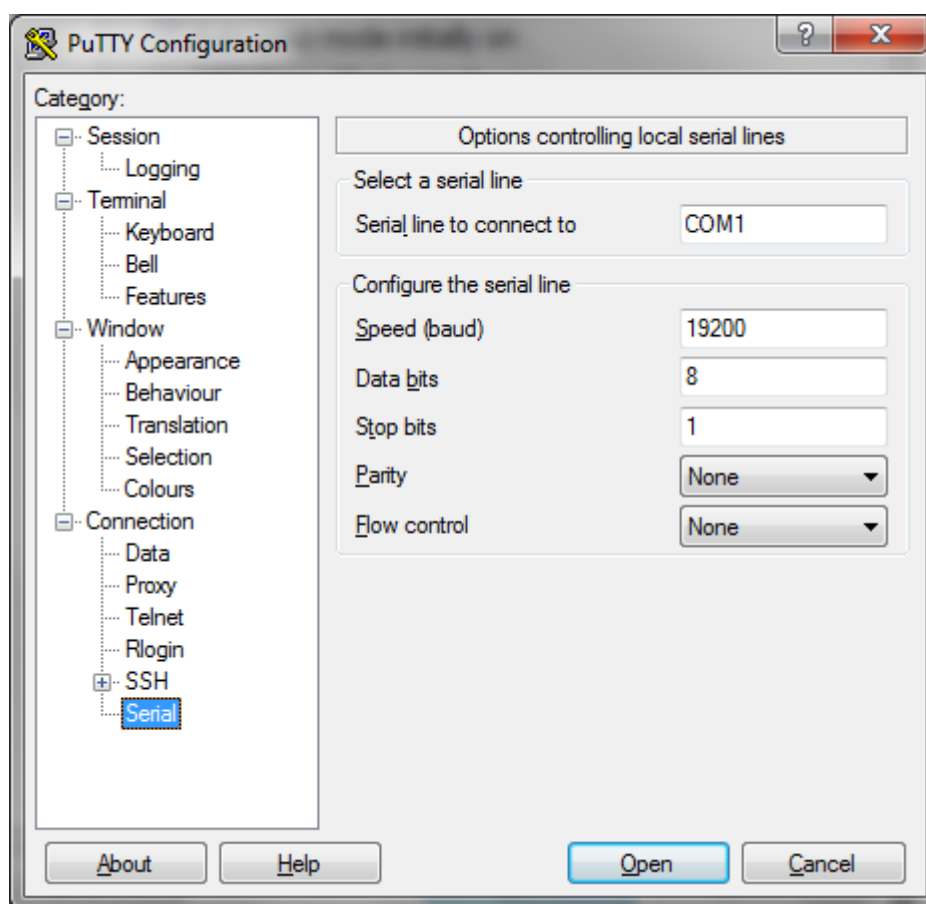 PuTTY Configuration
Category:
Session
Logging
Terminal
Keyboard
Bell
Features
Window
Appearance
Behaviour
Translation
Selection
Colours
Connection
Data
Proxy
Telnet
Rlogin
SSH
Serial
Options controlling local serial lines
Select a serial line
Serial line to connect to COM1
Configure the serial line
Speed (baud) 19200
Data bits 8
Stop bits 1
Parity None
Flow control None
About Help Open Cancel